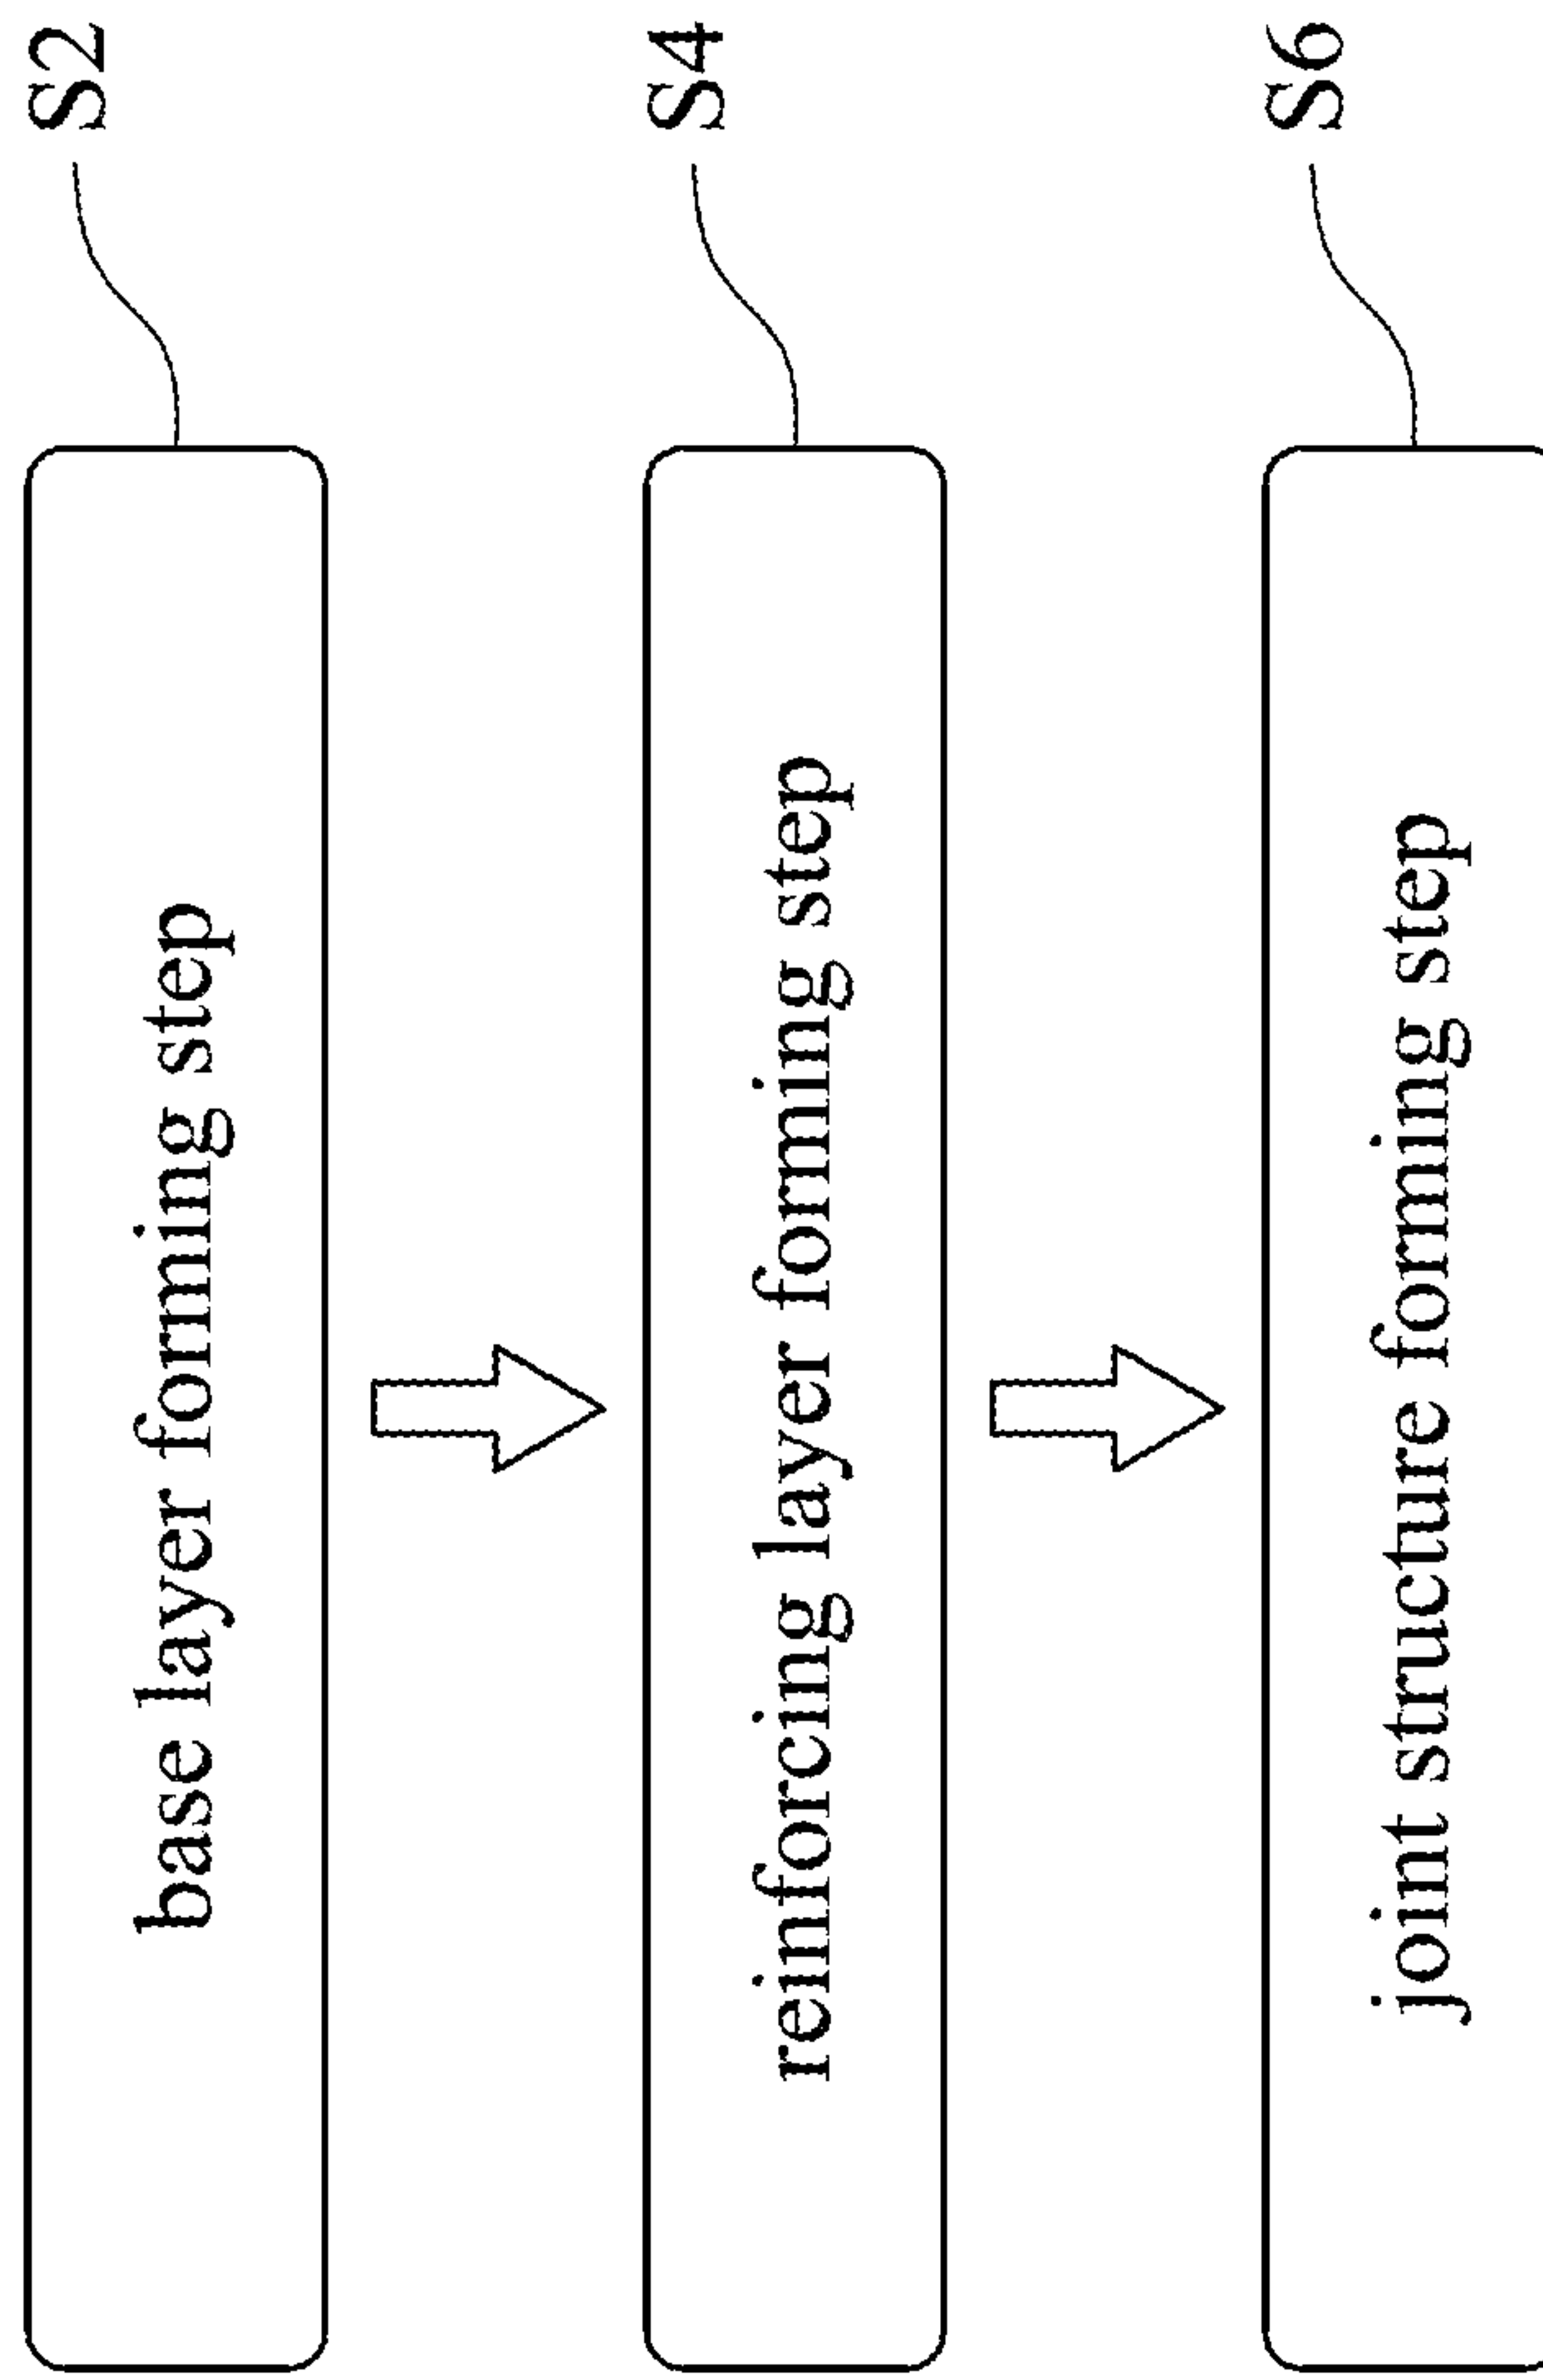 base layer forming step
S2
reinforcing layer forming step
S4
joint structure forming step
S6